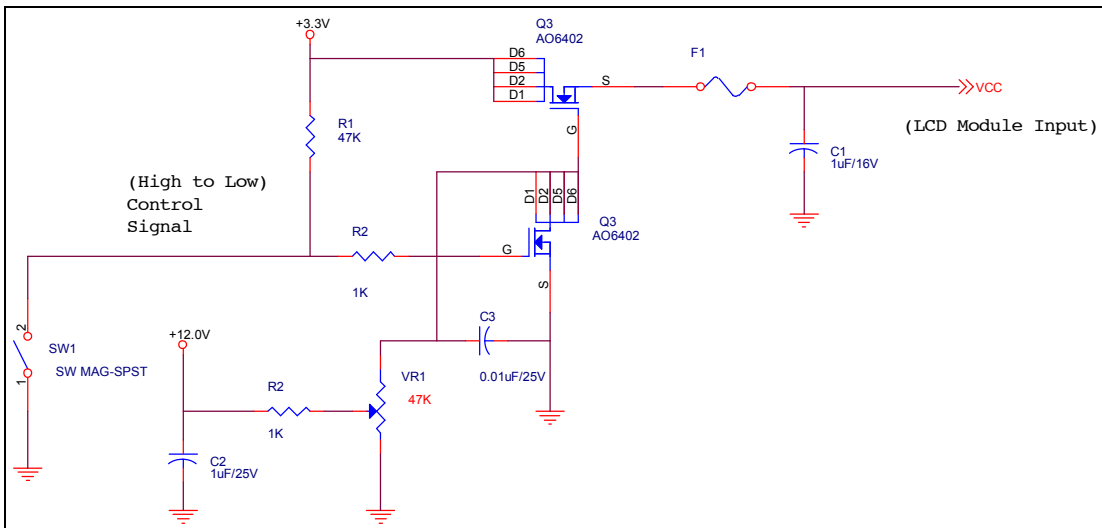 +3.3V
Q3
AO6402
D6
D5
D2
D1
S
G
F1
VCC
(LCD Module Input)
C1
1uF/16V
R1
47K
(High to Low)
Control
Signal
D1
D2
D5
D6
Q3
AO6402
G
S
R2
1K
2
1
SW1
SW MAG-SPST
+12.0V
R2
1K
VR1
47K
C3
0.01uF/25V
C2
1uF/25V